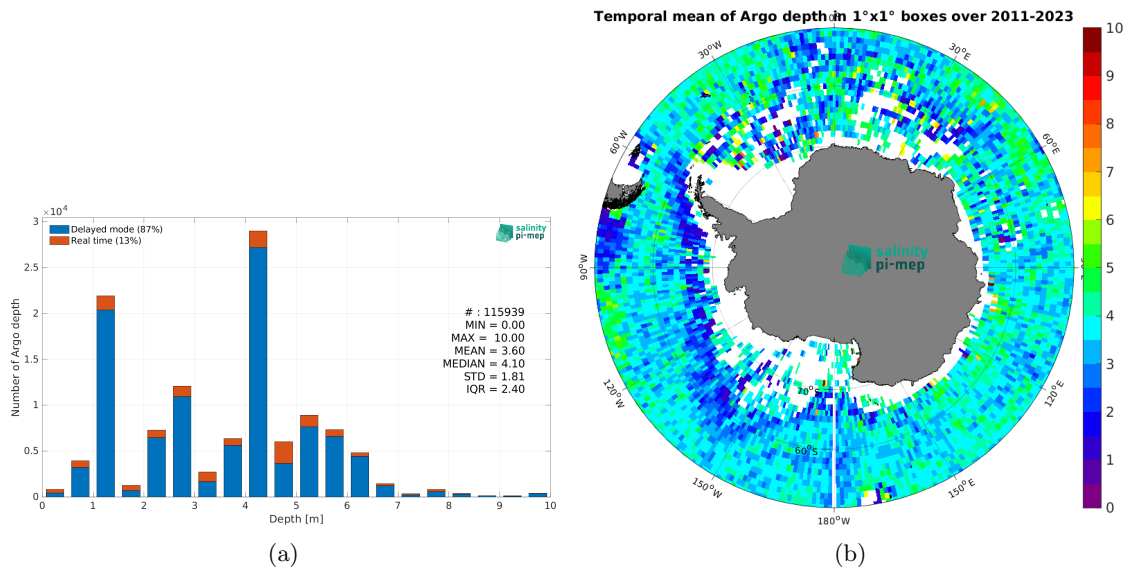 ×10⁴
3
2.5
2
1.5
1
0.5
0
Number of Argo depth
Delayed mode (87%)
Real time (13%)
salinity
pi-mep
# : 115939
MIN = 0.00
MAX = 10.00
MEAN = 3.60
MEDIAN = 4.10
STD = 1.81
IQR = 2.40
0 1 2 3 4 5 6 7 8 9 10
Depth [m]
(a)
Temporal mean of Argo depth in 1°x1° boxes over 2011-2023
30°W
30°E
60°W
60°E
90°W
salinity
pi-mep
120°W
120°E
70°S
60°S
150°W
150°E
180°W
10
9
8
7
6
5
4
3
2
1
0
(b)